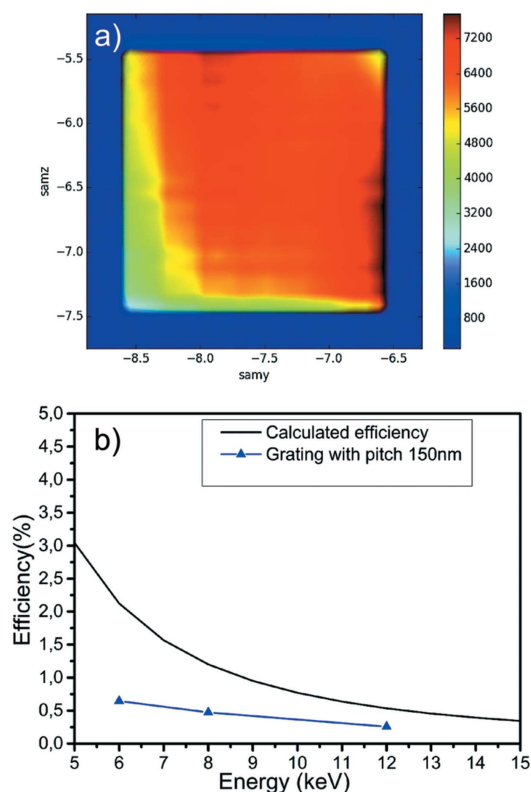 a)
7200
6400
5600
4800
4000
3200
2400
1600
800
−5.5
−6.0
−6.5
−7.0
−7.5
samz
−8.5 −8.0 −7.5 −7.0 −6.5
samy
b)
Calculated efficiency
Grating with pitch 150nm
5,0
4,5
4,0
3,5
3,0
2,5
2,0
1,5
1,0
0,5
0,0
Efficiency(%)
5 6 7 8 9 10 11 12 13 14 15
Energy (keV)